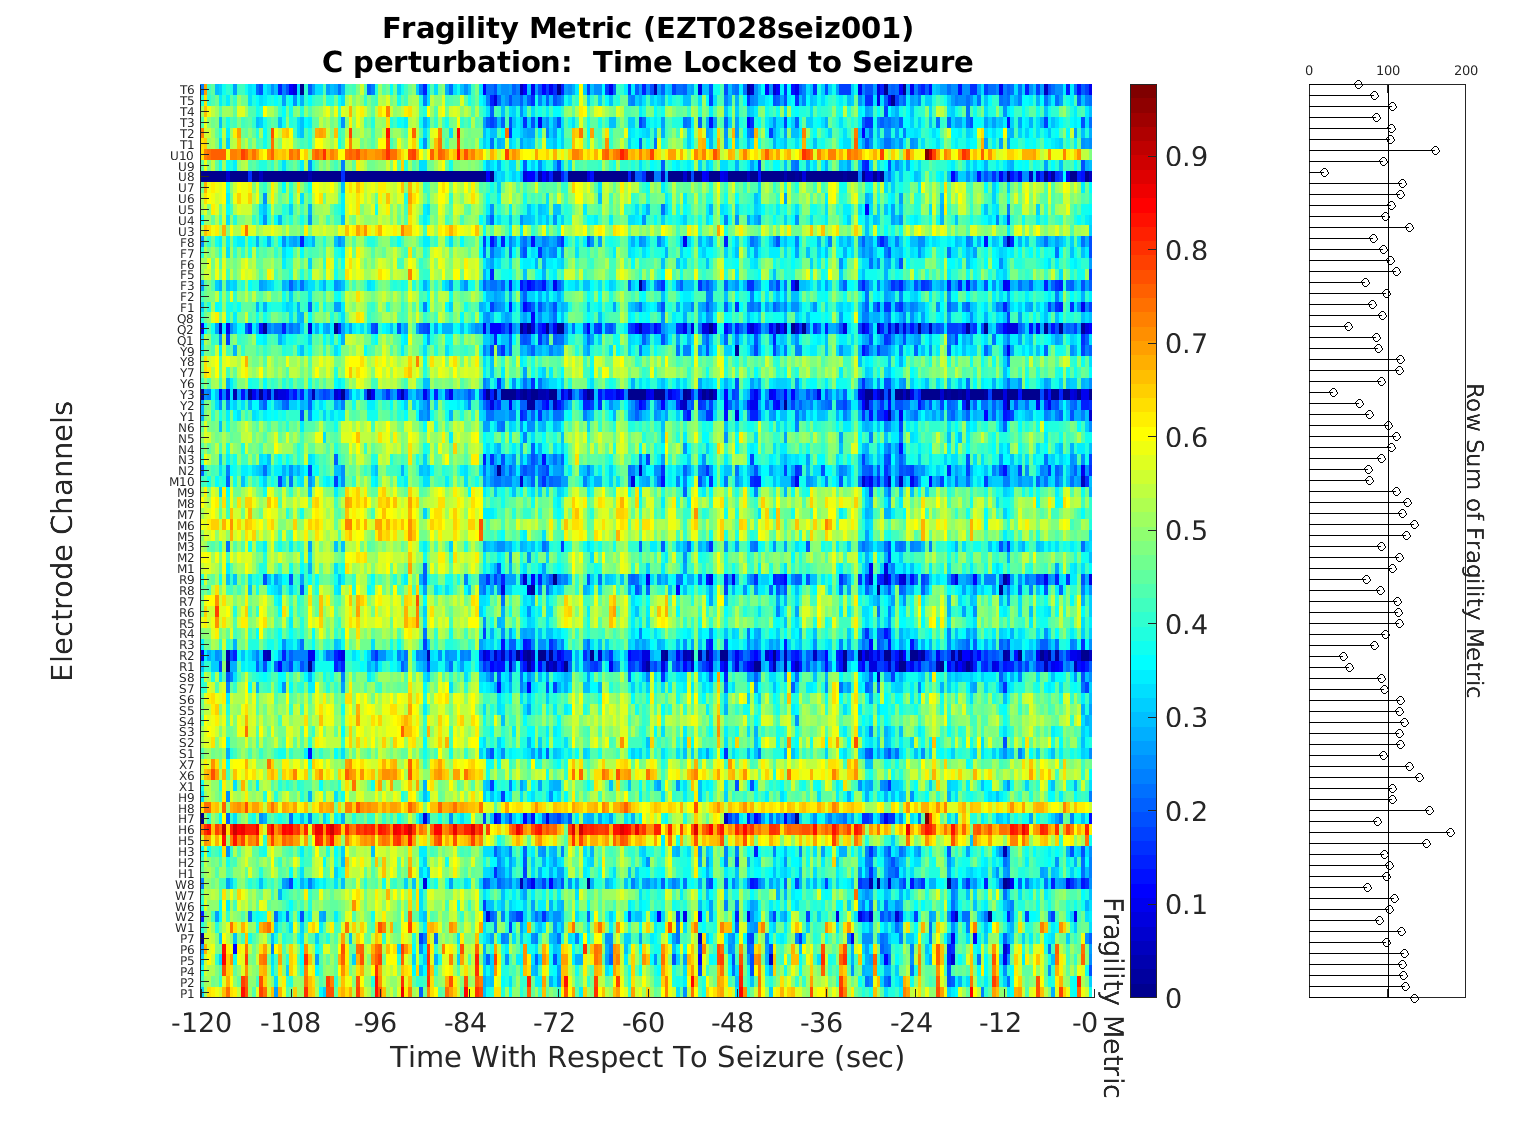 Fragility Metric (EZT028seiz001)
C perturbation:  Time Locked to Seizure
Electrode Channels
T6
T5
T4
T3
T2
T1
U10
U9
U8
U7
U6
U5
U4
U3
F8
F7
F6
F5
F3
F2
F1
Q8
Q2
Q1
Y9
Y8
Y7
Y6
Y3
Y2
Y1
N6
N5
N4
N3
N2
M10
M9
M8
M7
M6
M5
M3
M2
M1
R9
R8
R7
R6
R5
R4
R3
R2
R1
S8
S7
S6
S5
S4
S3
S2
S1
X7
X6
X1
H9
H8
H7
H6
H5
H3
H2
H1
W8
W7
W6
W2
W1
P7
P6
P5
P4
P2
P1
-120 -108 -96 -84 -72 -60 -48 -36 -24 -12 -0
Time With Respect To Seizure (sec)
0.9
0.8
0.7
0.6
0.5
0.4
0.3
0.2
0.1
0
Fragility Metric
0 100 200
Row Sum of Fragility Metric